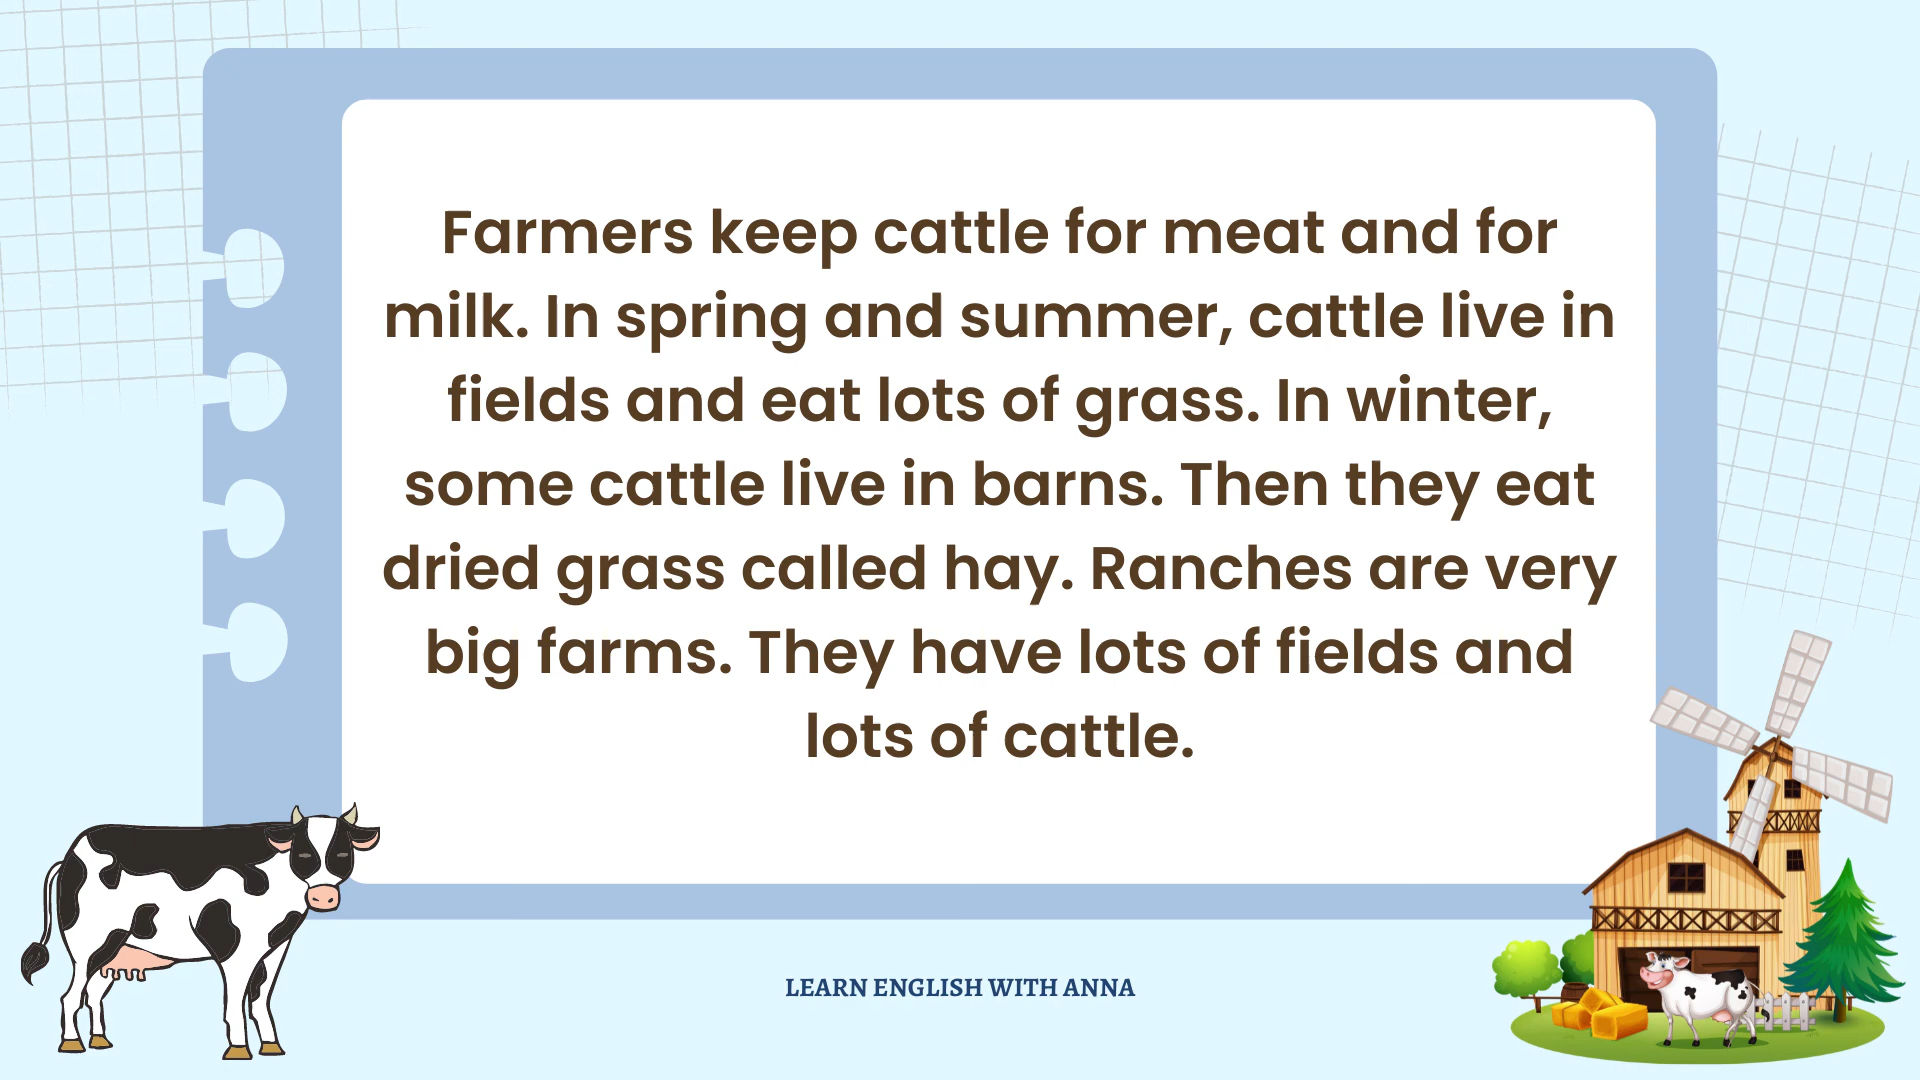 Farmers keep cattle for meat and for
milk. In spring and summer, cattle live in
fields and eat lots of grass. In winter,
some cattle live in barns. Then they eat
dried grass called hay. Ranches are very
big farms. They have lots of fields and
lots of cattle.
LEARN ENGLISH WITH ANNA